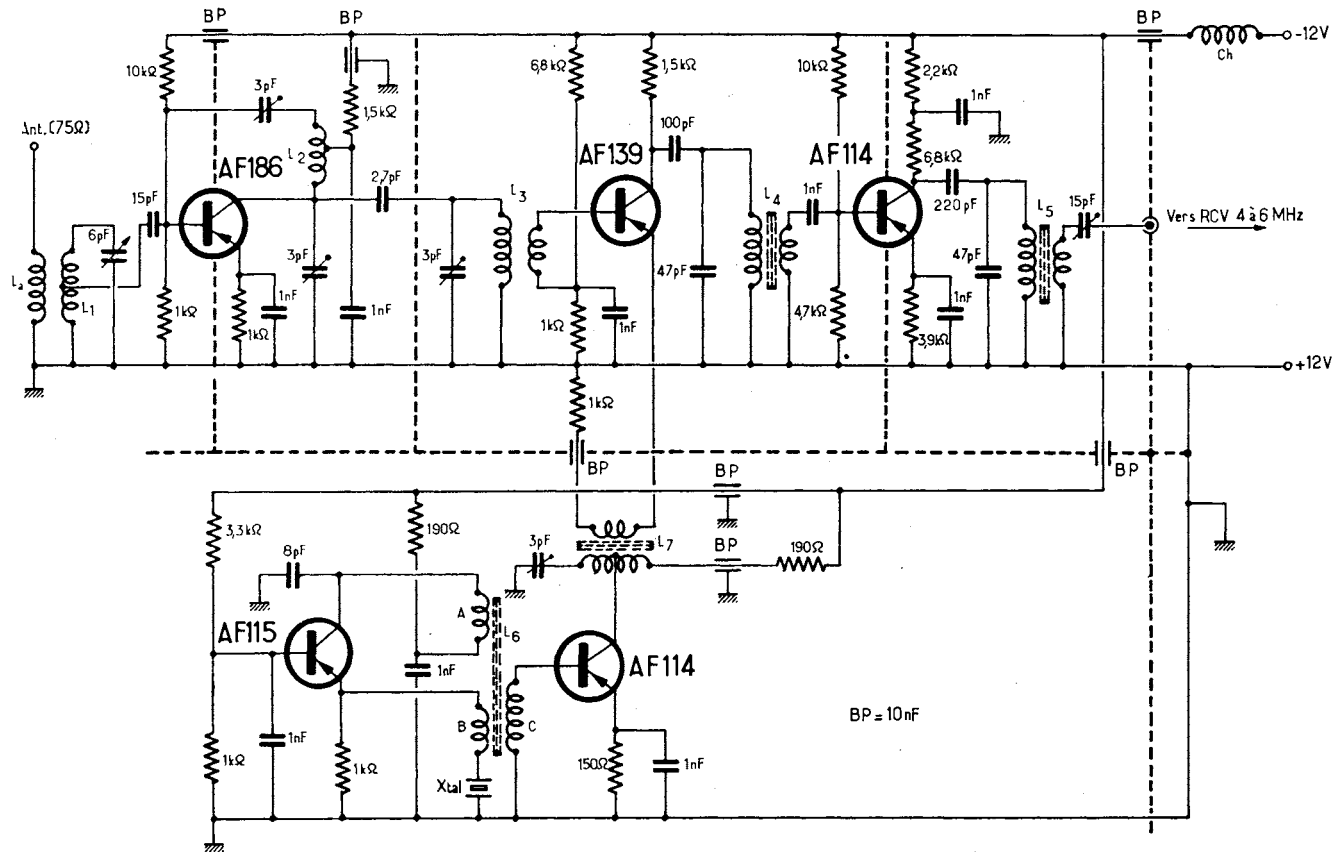 BP
BP
BP
-12V
Ch
10kΩ
3pF
1,5kΩ
6,8kΩ
1,5kΩ
10kΩ
2,2kΩ
1nF
Ant.(75Ω)
L2
100pF
6,8kΩ
AF186
AF139
AF114
15pF
2,7pF
L3
1nF
L4
220pF
L5
15pF
Vers RCV 4 à 6 MHz
6pF
La
L1
3pF
3pF
47pF
47pF
1kΩ
1nF
1kΩ
1nF
1kΩ
1nF
4,7kΩ
1nF
3,9kΩ
+12V
1kΩ
BP
BP
BP
3,3kΩ
190Ω
L7
BP
190Ω
8pF
3pF
A
AF115
L6
1nF
AF114
B
C
BP = 10nF
1kΩ
1nF
1kΩ
Xtal
150Ω
1nF